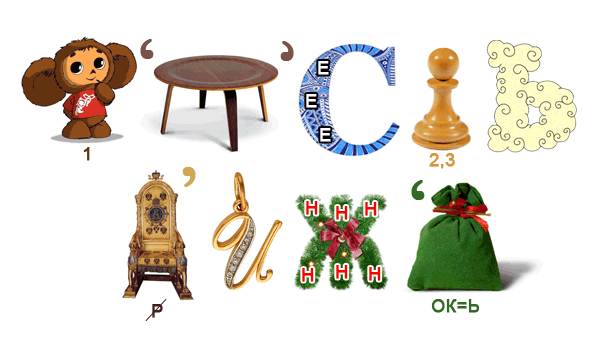 ‘ ’ С Е Е Е Ь
1 2,3
’ И Ж Н Н Н Н Н Н ‘
Р ОК=Ь